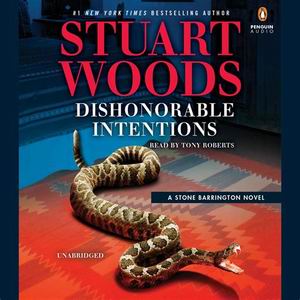 #1 NEW YORK TIMES BESTSELLING AUTHOR
PENGUIN
AUDIO
STUART
WOODS
DISHONORABLE
INTENTIONS
READ BY TONY ROBERTS
A STONE BARRINGTON NOVEL
UNABRIDGED